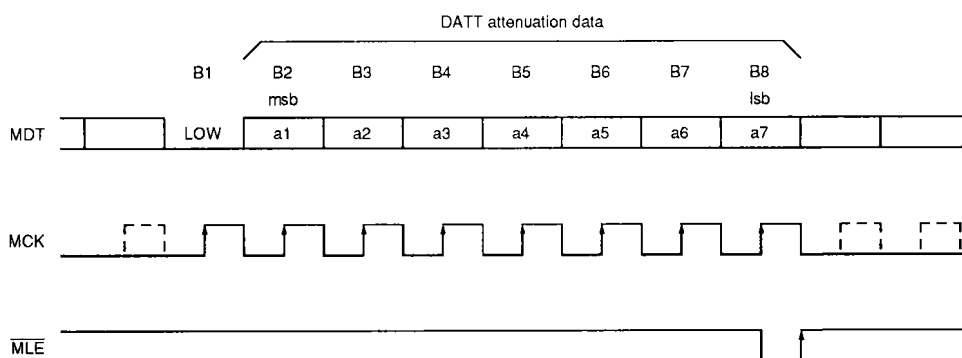 DATT attenuation data
B1 B2 B3 B4 B5 B6 B7 B8
msb lsb
MDT LOW a1 a2 a3 a4 a5 a6 a7
MCK
MLE